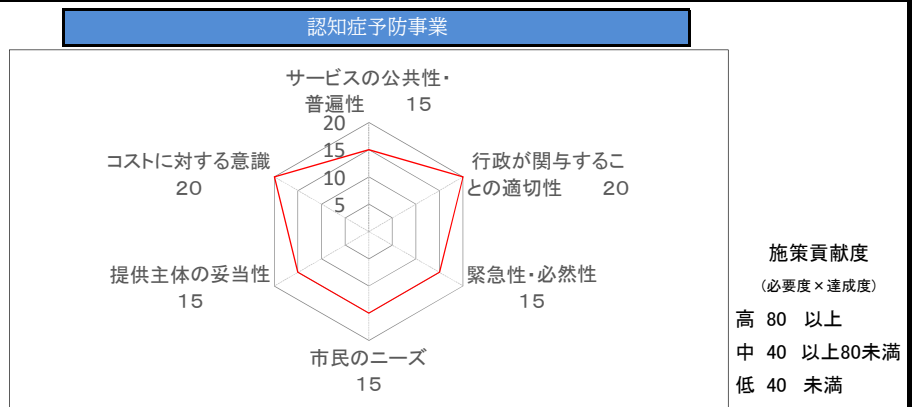 認知症予防事業
サービスの公共性・
普遍性　15
20
15
10
5
行政が関与するこ
との適切性　20
緊急性・必然性
15
市民のニーズ
15
提供主体の妥当性
15
コストに対する意識
20
施策貢献度
（必要度×達成度）
高 80 以上
中 40 以上80未満
低 40 未満